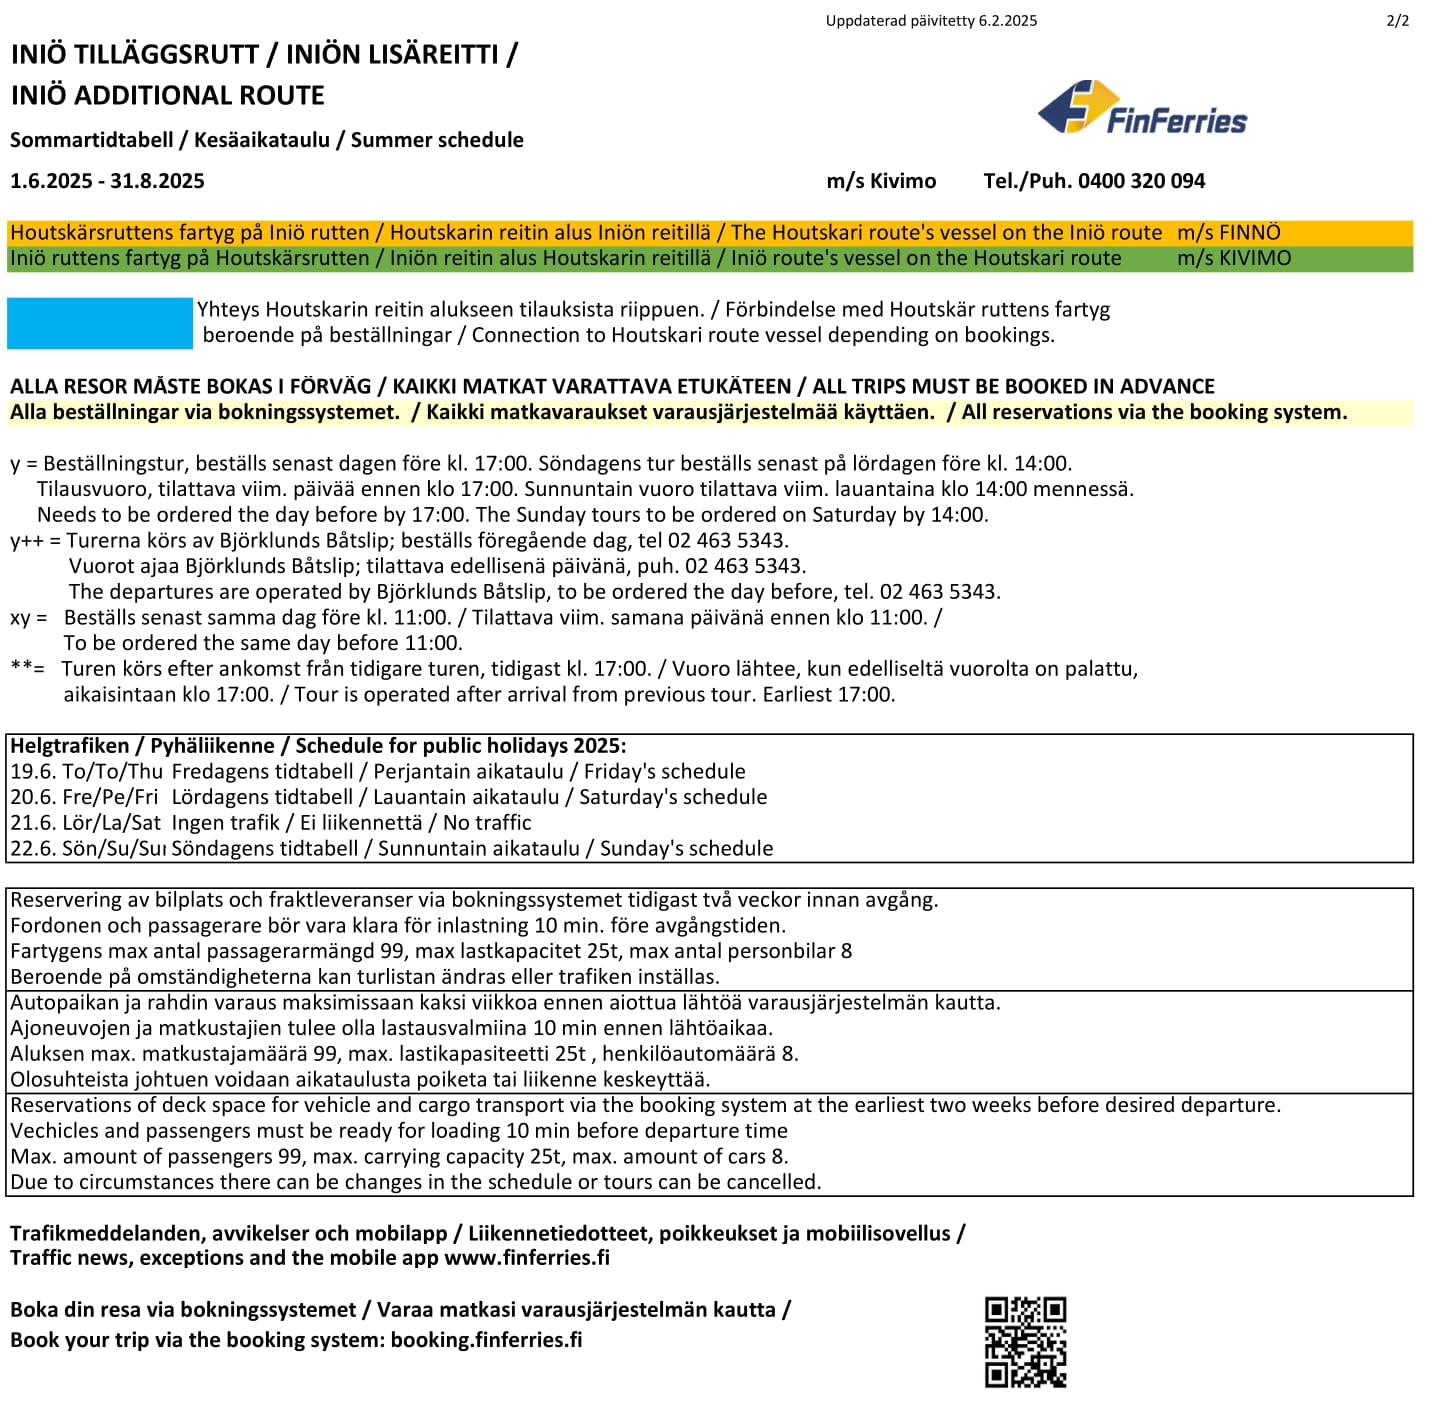 Uppdaterad päivitetty 6.2.2025
2/2
INIÖ TILLÄGGSRUTT / INIÖN LISÄREITTI /
INIÖ ADDITIONAL ROUTE
FinFerries
Sommartidtabell / Kesäaikataulu / Summer schedule
1.6.2025 - 31.8.2025 m/s Kivimo Tel./Puh. 0400 320 094
Houtskärsruttens fartyg på Iniö rutten / Houtskarin reitin alus Iniön reitillä / The Houtskari route's vessel on the Iniö route m/s FINNÖ
Iniö ruttens fartyg på Houtskärsrutten / Iniön reitin alus Houtskarin reitillä / Iniö route's vessel on the Houtskari route m/s KIVIMO
Yhteys Houtskarin reitin alukseen tilauksista riippuen. / Förbindelse med Houtskär ruttens fartyg
beroende på beställningar / Connection to Houtskari route vessel depending on bookings.
ALLA RESOR MÅSTE BOKAS I FÖRVÄG / KAIKKI MATKAT VARATTAVA ETUKÄTEEN / ALL TRIPS MUST BE BOOKED IN ADVANCE
Alla beställningar via bokningssystemet. / Kaikki matkavaraukset varausjärjestelmää käyttäen. / All reservations via the booking system.
y = Beställningstur, beställs senast dagen före kl. 17:00. Söndagens tur beställs senast på lördagen före kl. 14:00.
Tilausvuoro, tilattava viim. päivää ennen klo 17:00. Sunnuntain vuoro tilattava viim. lauantaina klo 14:00 mennessä.
Needs to be ordered the day before by 17:00. The Sunday tours to be ordered on Saturday by 14:00.
y++ = Turerna körs av Björklunds Båtslip; beställs föregående dag, tel 02 463 5343.
Vuorot ajaa Björklunds Båtslip; tilattava edellisenä päivänä, puh. 02 463 5343.
The departures are operated by Björklunds Båtslip, to be ordered the day before, tel. 02 463 5343.
xy = Beställs senast samma dag före kl. 11:00. / Tilattava viim. samana päivänä ennen klo 11:00. /
To be ordered the same day before 11:00.
**= Turen körs efter ankomst från tidigare turen, tidigast kl. 17:00. / Vuoro lähtee, kun edelliseltä vuorolta on palattu,
aikaisintaan klo 17:00. / Tour is operated after arrival from previous tour. Earliest 17:00.
Helgtrafiken / Pyhäliikenne / Schedule for public holidays 2025:
19.6. To/To/Thu Fredagens tidtabell / Perjantain aikataulu / Friday's schedule
20.6. Fre/Pe/Fri Lördagens tidtabell / Lauantain aikataulu / Saturday's schedule
21.6. Lör/La/Sat Ingen trafik / Ei liikennettä / No traffic
22.6. Sön/Su/Sun Söndagens tidtabell / Sunnuntain aikataulu / Sunday's schedule
Reservering av bilplats och fraktleveranser via bokningssystemet tidigast två veckor innan avgång.
Fordonen och passagerare bör vara klara för inlastning 10 min. före avgångstiden.
Fartygens max antal passagerarmängd 99, max lastkapacitet 25t, max antal personbilar 8
Beroende på omständigheterna kan turlistan ändras eller trafiken inställas.
Autopaikan ja rahdin varaus maksimissaan kaksi viikkoa ennen aiottua lähtöä varausjärjestelmän kautta.
Ajoneuvojen ja matkustajien tulee olla lastausvalmiina 10 min ennen lähtöaikaa.
Aluksen max. matkustajamäärä 99, max. lastikapasiteetti 25t , henkilöautomäärä 8.
Olosuhteista johtuen voidaan aikataulusta poiketa tai liikenne keskeyttää.
Reservations of deck space for vehicle and cargo transport via the booking system at the earliest two weeks before desired departure.
Vechicles and passengers must be ready for loading 10 min before departure time
Max. amount of passengers 99, max. carrying capacity 25t, max. amount of cars 8.
Due to circumstances there can be changes in the schedule or tours can be cancelled.
Trafikmeddelanden, avvikelser och mobilapp / Liikennetiedotteet, poikkeukset ja mobiilisovellus /
Traffic news, exceptions and the mobile app www.finferries.fi
Boka din resa via bokningssystemet / Varaa matkasi varausjärjestelmän kautta /
Book your trip via the booking system: booking.finferries.fi